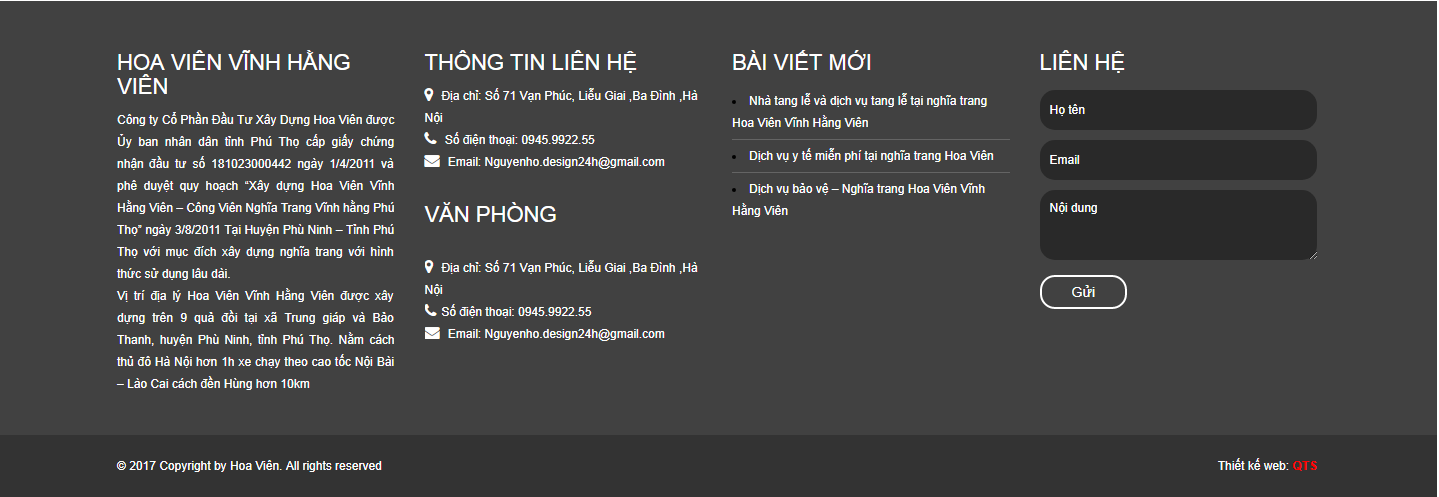 HOA VIÊN VĨNH HẰNG
VIÊN
Công ty Cổ Phần Đầu Tư Xây Dựng Hoa Viên được
Ủy ban nhân dân tỉnh Phú Thọ cấp giấy chứng
nhận đầu tư số 181023000442 ngày 1/4/2011 và
phê duyệt quy hoạch “Xây dựng Hoa Viên Vĩnh
Hằng Viên – Công Viên Nghĩa Trang Vĩnh hằng Phú
Thọ” ngày 3/8/2011 Tại Huyện Phù Ninh – Tỉnh Phú
Thọ với mục đích xây dựng nghĩa trang với hình
thức sử dụng lâu dài.
Vị trí địa lý Hoa Viên Vĩnh Hằng Viên được xây
dựng trên 9 quả đồi tại xã Trung giáp và Bảo
Thanh, huyện Phù Ninh, tỉnh Phú Thọ. Nằm cách
thủ đô Hà Nội hơn 1h xe chạy theo cao tốc Nội Bài
– Lào Cai cách đền Hùng hơn 10km
THÔNG TIN LIÊN HỆ
Địa chỉ: Số 71 Vạn Phúc, Liễu Giai ,Ba Đình ,Hà
Nội
Số điện thoại: 0945.9922.55
Email: Nguyenho.design24h@gmail.com
VĂN PHÒNG
Địa chỉ: Số 71 Vạn Phúc, Liễu Giai ,Ba Đình ,Hà
Nội
Số điện thoại: 0945.9922.55
Email: Nguyenho.design24h@gmail.com
BÀI VIẾT MỚI
Nhà tang lễ và dịch vụ tang lễ tại nghĩa trang
Hoa Viên Vĩnh Hằng Viên
Dịch vụ y tế miễn phí tại nghĩa trang Hoa Viên
Dịch vụ bảo vệ – Nghĩa trang Hoa Viên Vĩnh
Hằng Viên
LIÊN HỆ
Họ tên
Email
Nội dung
Gửi
© 2017 Copyright by Hoa Viên. All rights reserved
Thiết kế web: QTS